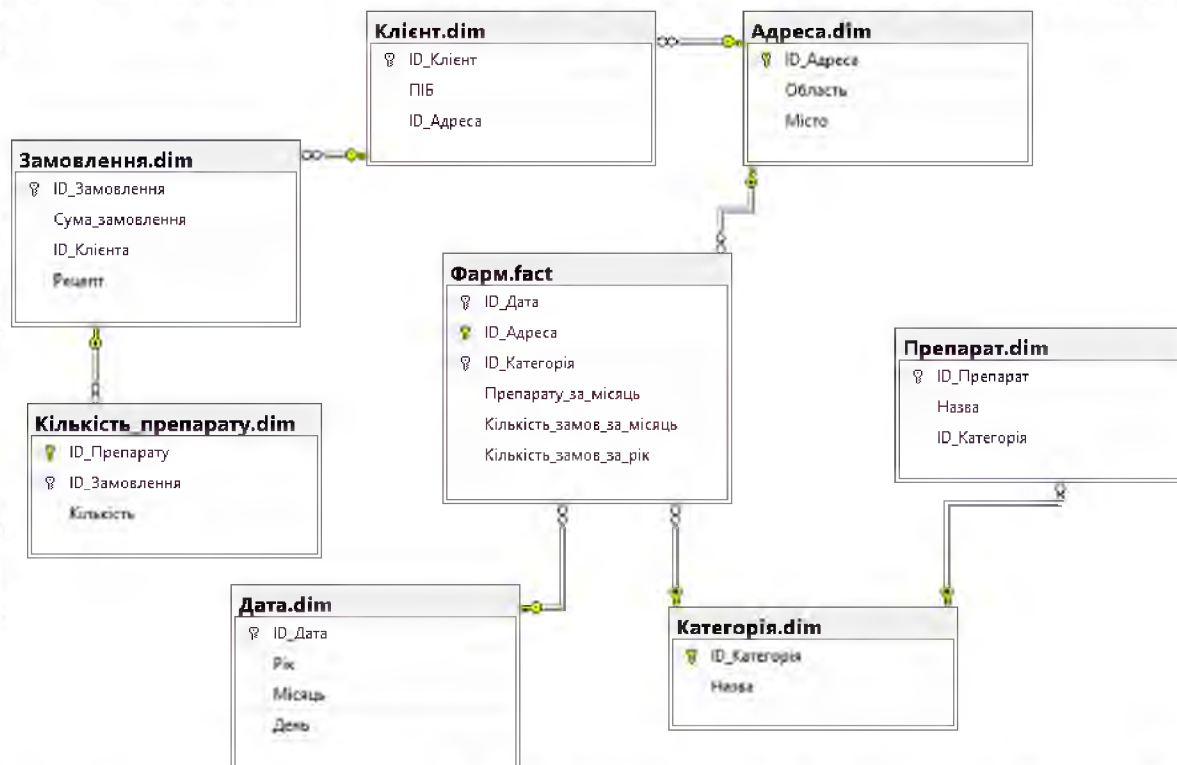 Клієнт.dim
ID_Клієнт
ПІБ
ID_Адреса
Адреса.dim
ID_Адреса
Область
Місто
Замовлення.dim
ID_Замовлення
Сума_замовлення
ID_Клієнта
Рецепт
Фарм.fact
ID_Дата
ID_Адреса
ID_Категорія
Препарату_за_місяць
Кількість_замов_за_місяць
Кількість_замов_за_рік
Препарат.dim
ID_Препарат
Назва
ID_Категорія
Кількість_препарату.dim
ID_Препарату
ID_Замовлення
Кількість
Дата.dim
ID_Дата
Рік
Місяць
День
Категорія.dim
ID_Категорія
Назва